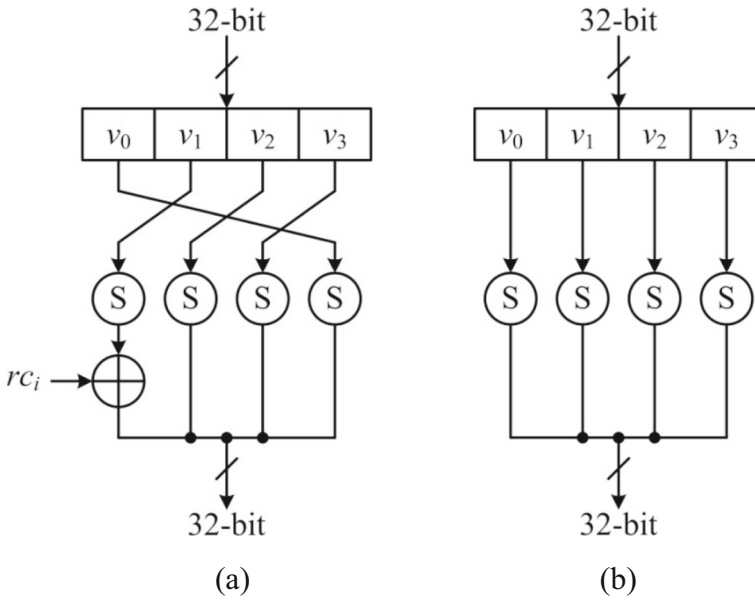 32-bit 32-bit
v0 v1 v2 v3 v0 v1 v2 v3
S S S S S S S S
rci
32-bit 32-bit
(a) (b)